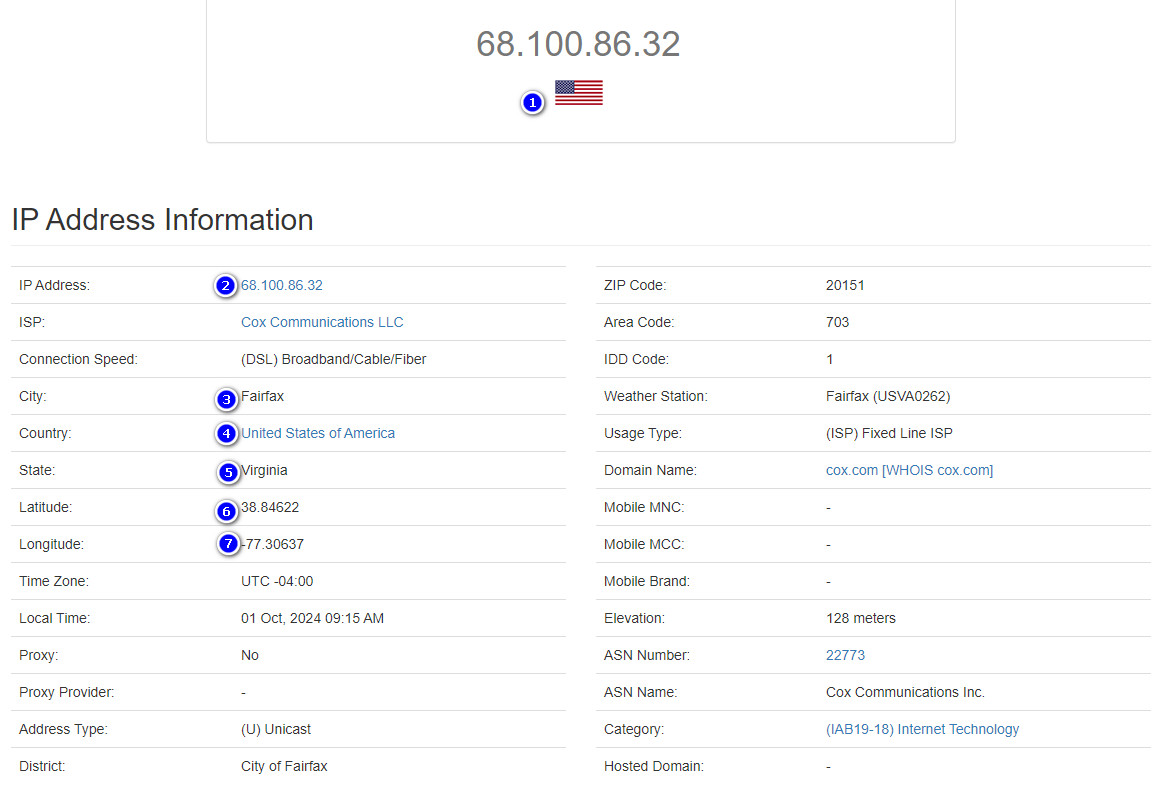 68.100.86.32
1
IP Address Information
IP Address: 2 68.100.86.32
ISP: Cox Communications LLC
Connection Speed: (DSL) Broadband/Cable/Fiber
City: 3 Fairfax
Country: 4 United States of America
State: 5 Virginia
Latitude: 6 38.84622
Longitude: 7 -77.30637
Time Zone: UTC -04:00
Local Time: 01 Oct, 2024 09:15 AM
Proxy: No
Proxy Provider: -
Address Type: (U) Unicast
District: City of Fairfax
ZIP Code: 20151
Area Code: 703
IDD Code: 1
Weather Station: Fairfax (USVA0262)
Usage Type: (ISP) Fixed Line ISP
Domain Name: cox.com [WHOIS cox.com]
Mobile MNC: -
Mobile MCC: -
Mobile Brand: -
Elevation: 128 meters
ASN Number: 22773
ASN Name: Cox Communications Inc.
Category: (IAB19-18) Internet Technology
Hosted Domain: -